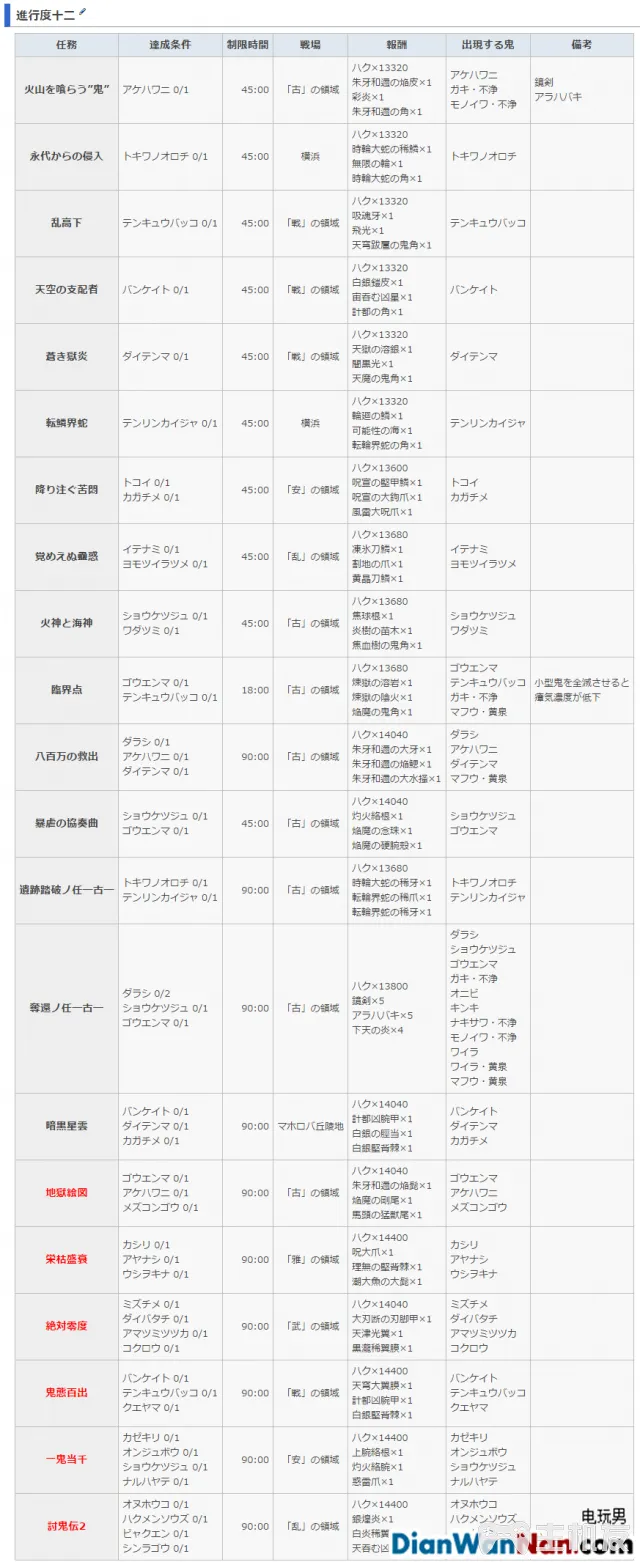 進行度十二
任務 達成条件 制限時間 戦場 報酬 出現する鬼 備考
火山を喰らう”鬼” アケハワニ 0/1 45:00 「古」の領域
ハク×13320
朱牙和邇の焔皮×1
彩炎×1
朱牙和邇の角×1
アケハワニ
ガキ・不浄
モノイワ・不浄
鏡剣
アラハバキ
永代からの侵入 トキワノオロチ 0/1 45:00 横浜
ハク×13320
時輪大蛇の稀鱗×1
無限の輪×1
時輪大蛇の角×1
トキワノオロチ
乱高下 テンキュウバッコ 0/1 45:00 「戦」の領域
ハク×13320
吸魂牙×1
飛光×1
天穹跋扈の鬼角×1
テンキュウバッコ
天空の支配者 バンケイト 0/1 45:00 「戦」の領域
ハク×13320
白銀鎧皮×1
宙呑む凶星×1
計都の角×1
バンケイト
蒼き獄炎 ダイテンマ 0/1 45:00 「戦」の領域
ハク×13320
天獄の溶銀×1
闇黒光×1
天魔の鬼角×1
ダイテンマ
転鱗界蛇 テンリンカイジャ 0/1 45:00 横浜
ハク×13320
輪廻の鱗×1
可能性の海×1
転輪界蛇の角×1
テンリンカイジャ
降り注ぐ苦悶
トコイ 0/1
カガチメ 0/1
45:00 「安」の領域
ハク×13600
呪宣の堅甲鱗×1
呪宣の大鉤爪×1
風雷大呪爪×1
トコイ
カガチメ
覚めえぬ蠱惑
イテナミ 0/1
ヨモツイラツメ 0/1
45:00 「乱」の領域
ハク×13680
凍氷刀鱗×1
割地の爪×1
黄晶刀鱗×1
イテナミ
ヨモツイラツメ
火神と海神
ショウケツジュ 0/1
ワダツミ 0/1
45:00 「古」の領域
ハク×13680
焦球根×1
炎樹の苗木×1
焦血樹の鬼角×1
ショウケツジュ
ワダツミ
臨界点
ゴウエンマ 0/1
テンキュウバッコ 0/1
18:00 「古」の領域
ハク×13680
煉獄の溶岩×1
煉獄の陰火×1
焔魔の鬼角×1
ゴウエンマ
テンキュウバッコ
ガキ・不浄
マフウ・黄泉
小型鬼を全滅させると
瘴気濃度が低下
八百万の救出
ダラシ 0/1
アケハワニ 0/1
ダイテンマ 0/1
90:00 「古」の領域
ハク×14040
朱牙和邇の大牙×1
朱牙和邇の焔鰓×1
朱牙和邇の大水掻×1
ダラシ
アケハワニ
ダイテンマ
マフウ・黄泉
暴虐の協奏曲
ショウケツジュ 0/1
ゴウエンマ 0/1
45:00 「古」の領域
ハク×14040
灼火絡根×1
焔魔の念珠×1
焔魔の硬腕殻×1
ショウケツジュ
ゴウエンマ
遺跡踏破ノ任一古一
トキワノオロチ 0/1
テンリンカイジャ 0/1
90:00 「古」の領域
ハク×13680
時輪大蛇の稀牙×1
転輪界蛇の稀爪×1
転輪界蛇の稀牙×1
トキワノオロチ
テンリンカイジャ
奪還ノ任一古一
ダラシ 0/2
ショウケツジュ 0/1
ゴウエンマ 0/1
90:00 「古」の領域
ハク×13800
鏡剣×5
アラハバキ×5
下天の炎×4
ダラシ
ショウケツジュ
ゴウエンマ
ガキ・不浄
オニビ
キンキ
ナキサワ・不浄
モノイワ・不浄
ワイラ
ワイラ・黄泉
マフウ・黄泉
暗黒星雲
バンケイト 0/1
ダイテンマ 0/1
カガチメ 0/1
90:00 マホロバ丘陵地
ハク×14040
計都凶腕甲×1
白銀の脛当×1
白銀堅背棘×1
バンケイト
ダイテンマ
カガチメ
地獄絵図
ゴウエンマ 0/1
アケハワニ 0/1
メズコンゴウ 0/1
90:00 「古」の領域
ハク×14040
朱牙和邇の焔髭×1
焔魔の剛尾×1
馬頭の猛獣尾×1
ゴウエンマ
アケハワニ
メズコンゴウ
栄枯盛衰
カシリ 0/1
アヤナシ 0/1
ウシヲキナ 0/1
90:00 「雅」の領域
ハク×14400
呪大爪×1
理無の堅背棘×1
潮大魚の大髭×1
カシリ
アヤナシ
ウシヲキナ
絶対零度
ミズチメ 0/1
ダイバタチ 0/1
アマツミツツカ 0/1
コクロウ 0/1
90:00 「武」の領域
ハク×14040
大刃断の刃脚甲×1
天津光翼×1
黒瀧稀翼膜×1
ミズチメ
ダイバタチ
アマツミツツカ
コクロウ
鬼態百出
バンケイト 0/1
テンキュウバッコ 0/1
クエヤマ 0/1
90:00 「戦」の領域
ハク×14400
天穹大翼膜×1
計都凶腕甲×1
白銀堅背棘×1
バンケイト
テンキュウバッコ
クエヤマ
一鬼当千
カゼキリ 0/1
オンジュボウ 0/1
ショウケツジュ 0/1
ナルハヤテ 0/1
90:00 「安」の領域
ハク×14400
上腕絡根×1
灼火絡腕×1
惑雷爪×1
カゼキリ
オンジュボウ
ショウケツジュ
ナルハヤテ
討鬼伝2
オヌホウコ 0/1
ハクメンソウズ 0/1
ビャクエン 0/1
シンラゴウ 0/1
90:00 「乱」の領域
ハク×14400
銀煌炎×1
白炎稀翼
天呑む凶
オヌホウコ
ハクメンソウズ
电玩男
DianWanNan.com